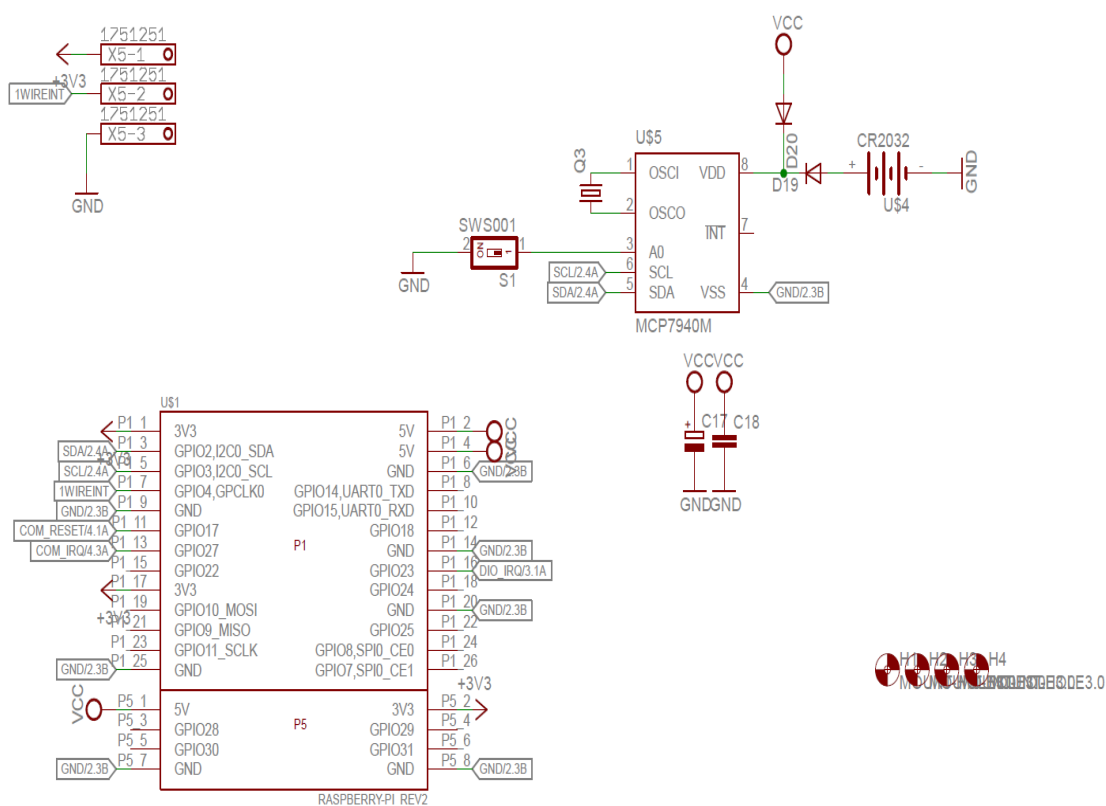 1751251
X5-1
+3V3
1751251
1WIREINT
X5-2
1751251
X5-3
GND
VCC
D20
D19
CR2032
+
-
GND
U$4
U$5
Q3
1 OSCI VDD 8
2 OSCO
INT 7
3 A0
6 SCL
5 SDA VSS 4
MCP7940M
SWS001
2 ON 1 1
S1
GND
SCL/2.4A
SDA/2.4A
GND/2.3B
VCC VCC
+ C17 C18
GND GND
U$1
P1_1 3V3 5V P1_2
VCC
P1_3 GPIO2,I2C0_SDA 5V P1_4
VCC
SDA/2.4A
+3V3
SCL/2.4A P1_5 GPIO3,I2C0_SCL GND P1_6 GND/2.3B
1WIREINT P1_7 GPIO4,GPCLK0 GPIO14,UART0_TXD P1_8
GND/2.3B P1_9 GND GPIO15,UART0_RXD P1_10
COM_RESET/4.1A P1_11 GPIO17 GPIO18 P1_12
COM_IRQ/4.3A P1_13 GPIO27 GND P1_14 GND/2.3B
P1
P1_15 GPIO22 GPIO23 P1_16 DIO_IRQ/3.1A
P1_17 3V3 GPIO24 P1_18
+3V3
P1_19 GPIO10_MOSI GND P1_20 GND/2.3B
P1_21 GPIO9_MISO GPIO25 P1_22
P1_23 GPIO11_SCLK GPIO8,SPI0_CE0 P1_24
GND/2.3B P1_25 GND GPIO7,SPI0_CE1 P1_26
VCC
+3V3
P5_1 5V 3V3 P5_2
P5_3 GPIO28 GPIO29 P5_4
P5
P5_5 GPIO30 GPIO31 P5_6
GND/2.3B P5_7 GND GND P5_8 GND/2.3B
RASPBERRY-PI_REV2
H1 H2 H3 H4